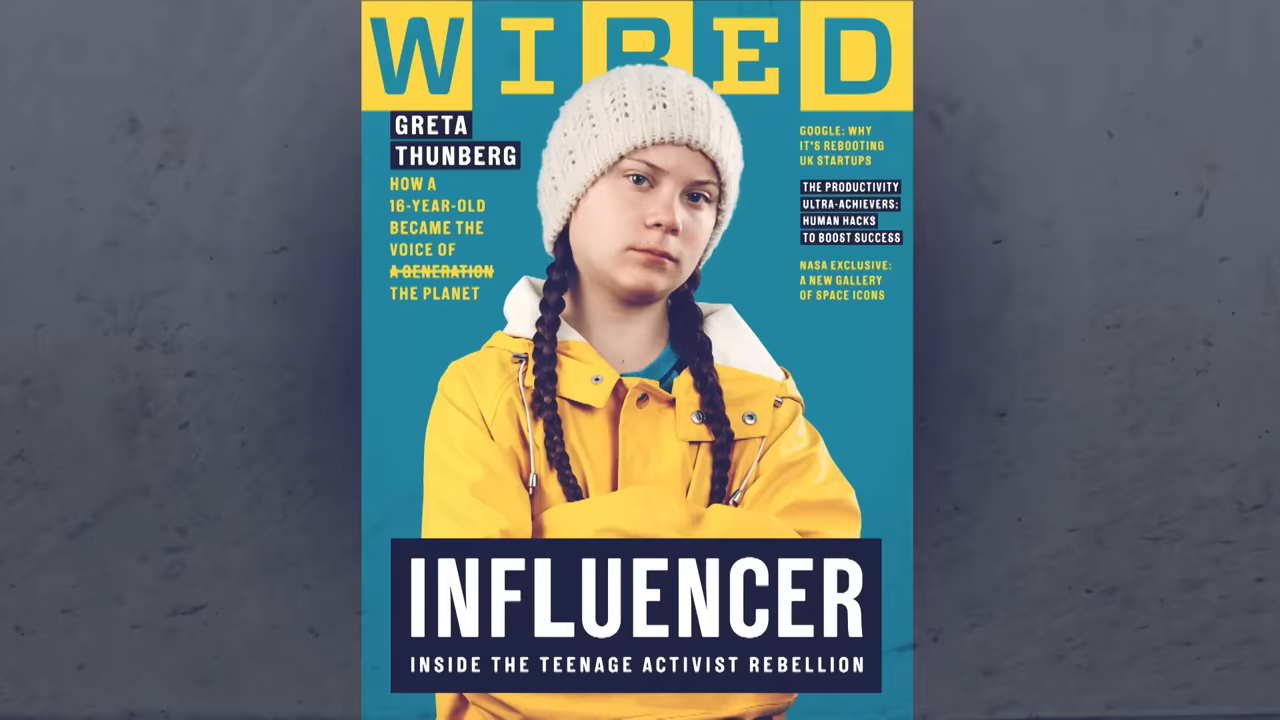 WIRED
GRETA
THUNBERG
HOW A
16-YEAR-OLD
BECAME THE
VOICE OF
A GENERATION
THE PLANET
GOOGLE: WHY
IT'S REBOOTING
UK STARTUPS
THE PRODUCTIVITY
ULTRA-ACHIEVERS:
HUMAN HACKS
TO BOOST SUCCESS
NASA EXCLUSIVE:
A NEW GALLERY
OF SPACE ICONS
INFLUENCER
INSIDE THE TEENAGE ACTIVIST REBELLION